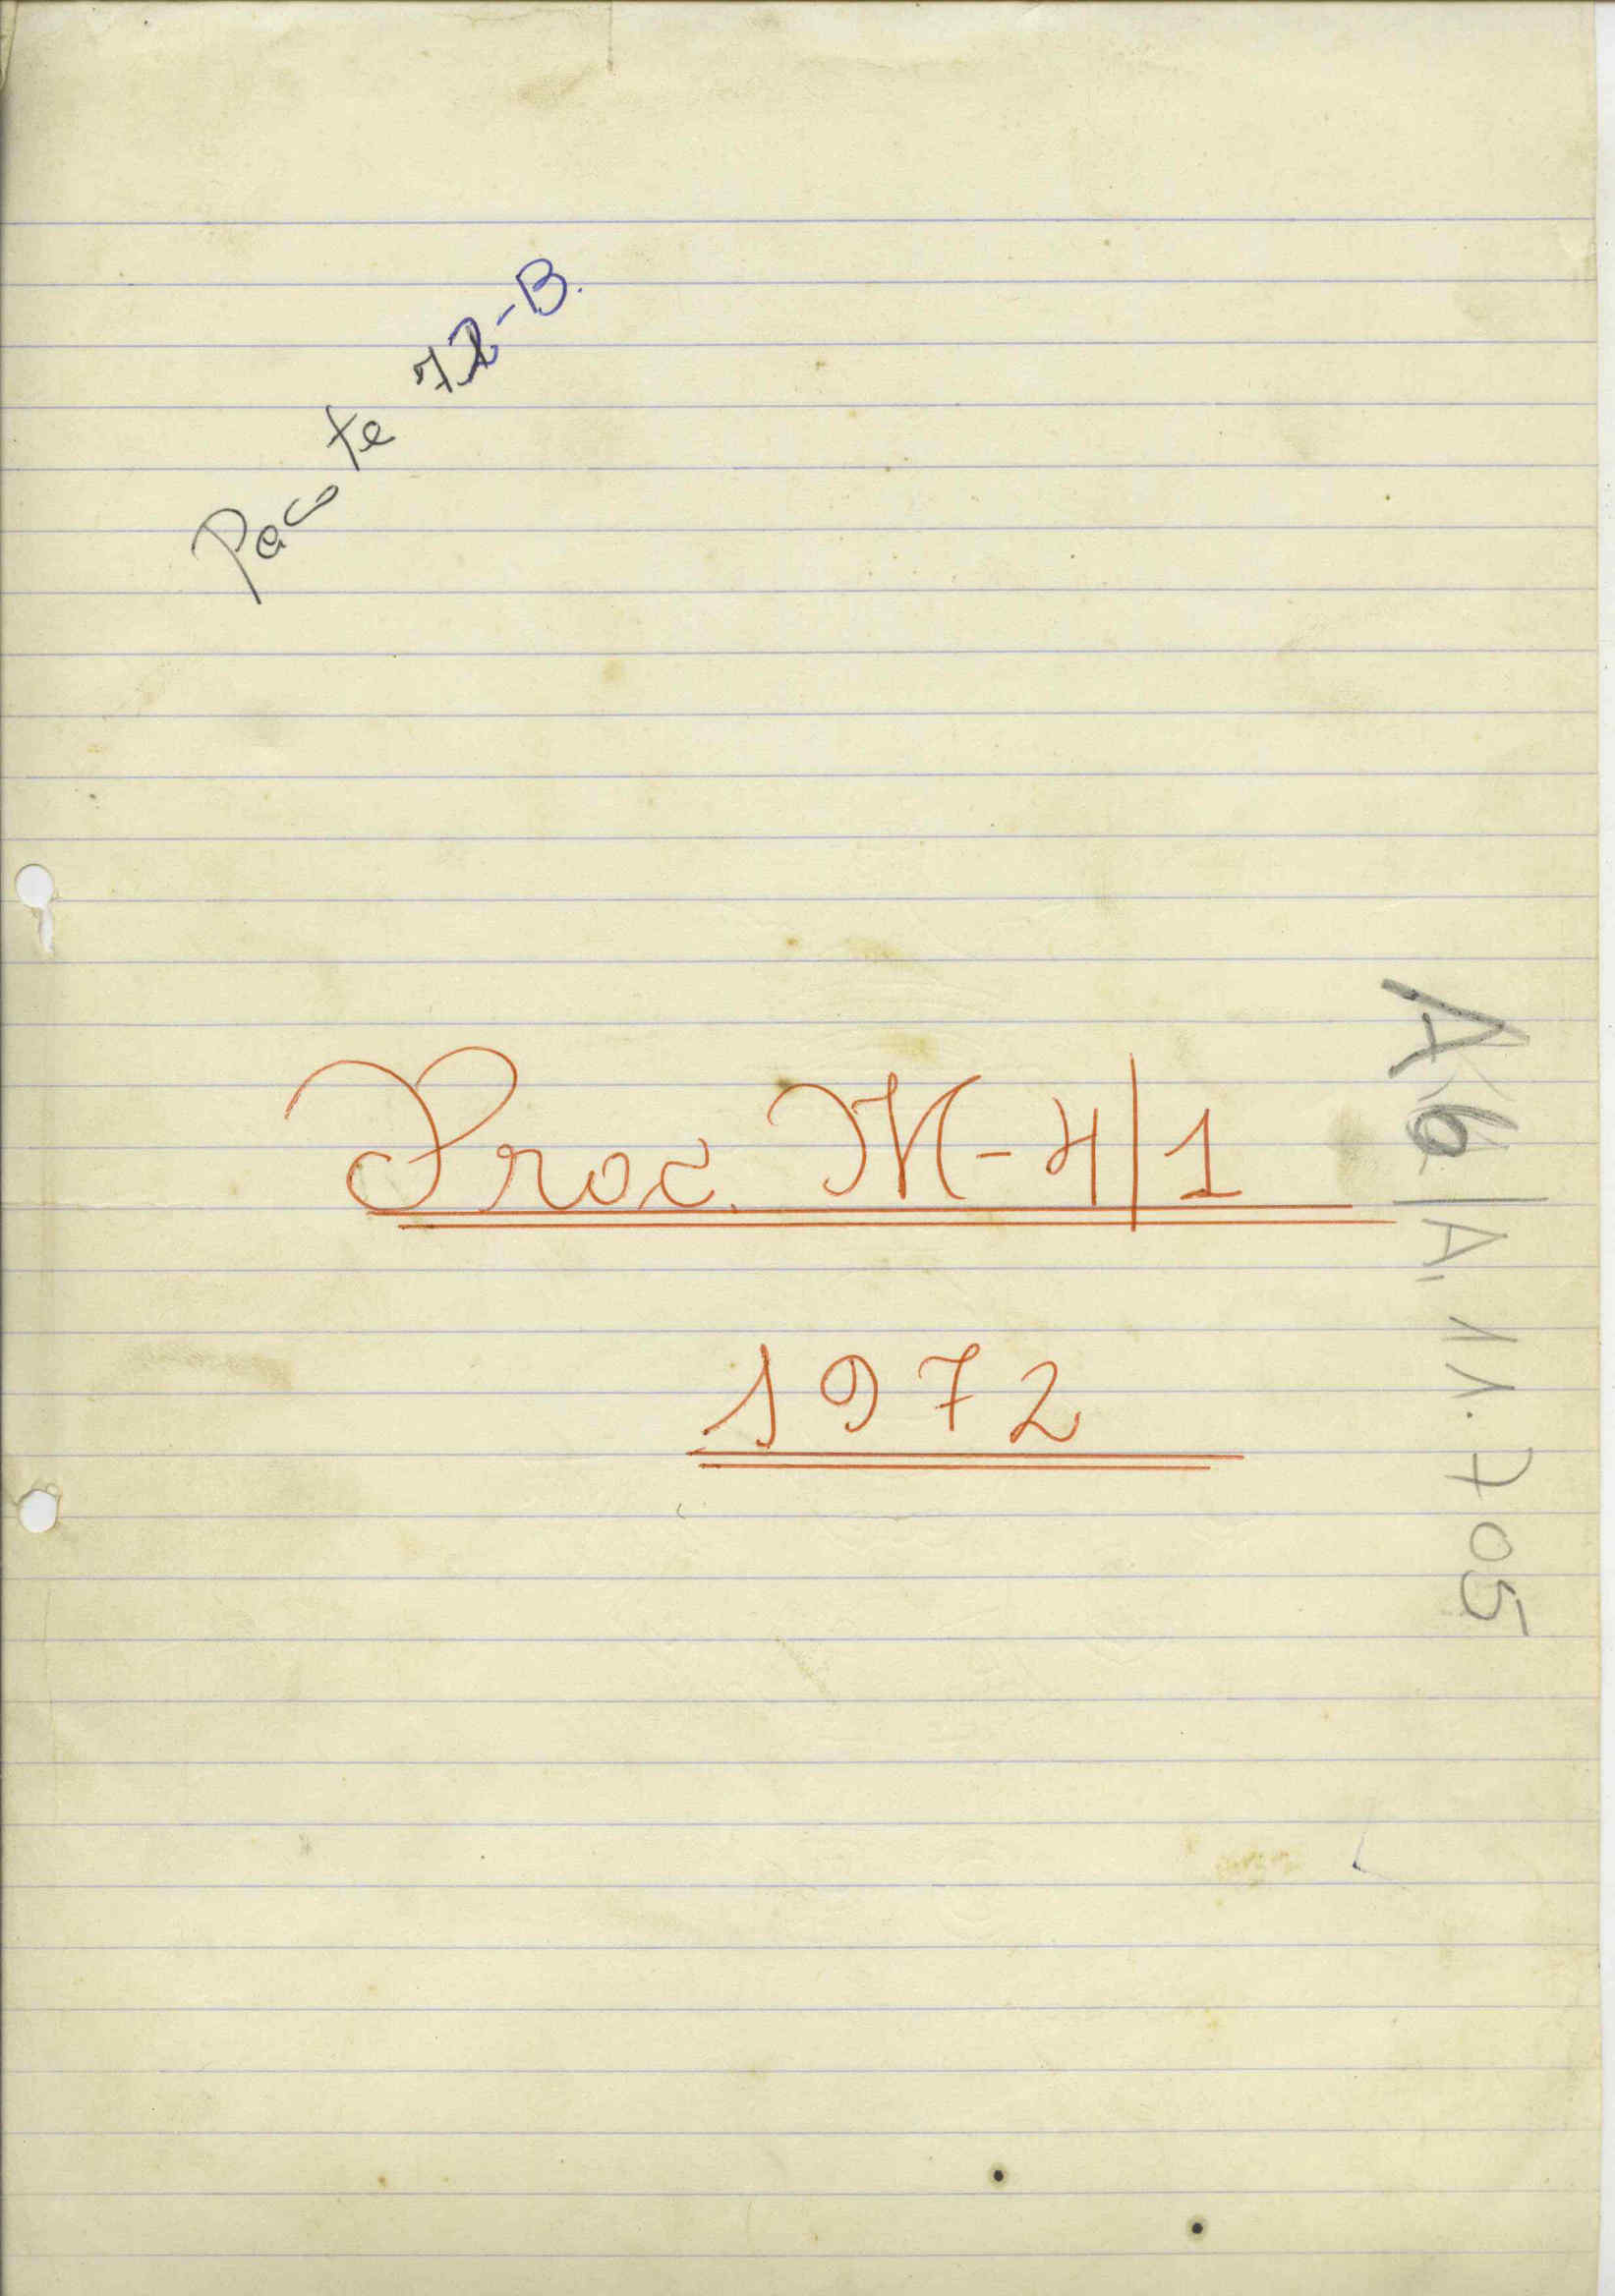 Pacote 72-B.
Proc. M-4/1
1972
A6/A.11.705